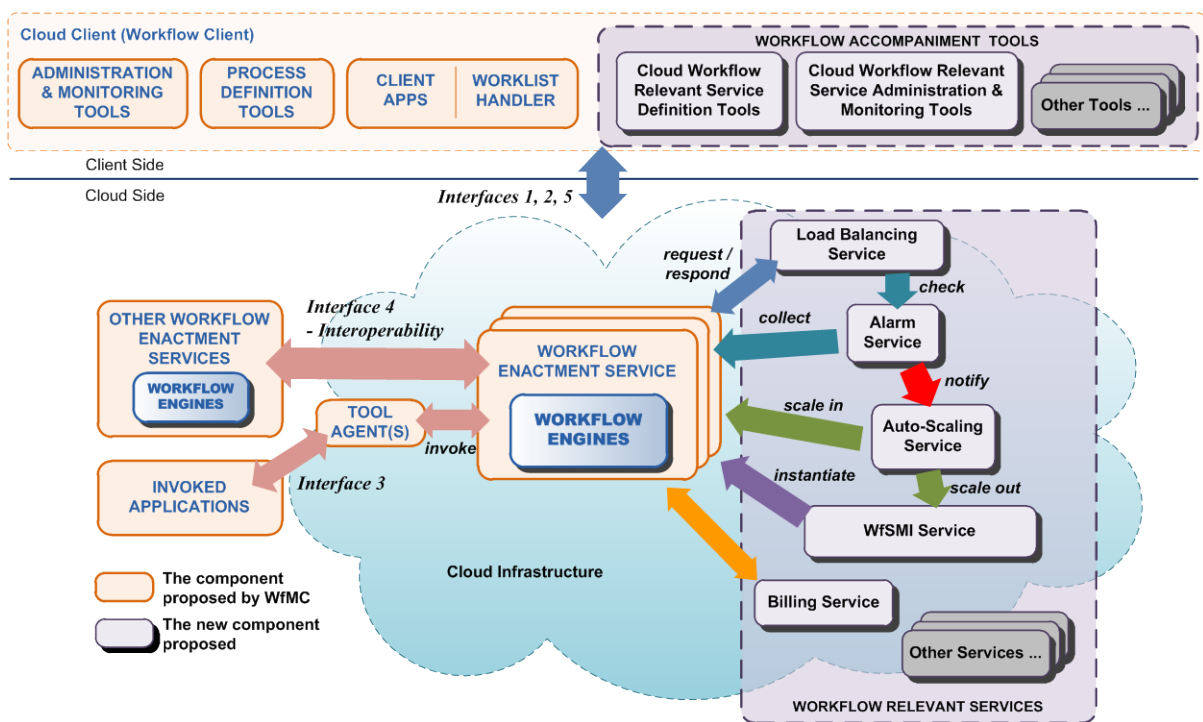 Cloud Client (Workflow Client)
ADMINISTRATION
& MONITORING
TOOLS
PROCESS
DEFINITION
TOOLS
CLIENT
APPS
WORKLIST
HANDLER
WORKFLOW ACCOMPANIMENT TOOLS
Cloud Workflow
Relevant Service
Definition Tools
Cloud Workflow Relevant
Service Administration &
Monitoring Tools
Other Tools ...
Client Side
Cloud Side
Interfaces 1, 2, 5
request /
respond
Load Balancing
Service
check
collect
Alarm
Service
notify
scale in
Auto-Scaling
Service
instantiate
scale out
WfSMI Service
Billing Service
Other Services ...
WORKFLOW RELEVANT SERVICES
Interface 4
- Interoperability
OTHER WORKFLOW
ENACTMENT
SERVICES
WORKFLOW
ENGINES
WORKFLOW
ENACTMENT SERVICE
WORKFLOW
ENGINES
TOOL
AGENT(S)
invoke
Interface 3
INVOKED
APPLICATIONS
Cloud Infrastructure
The component
proposed by WfMC
The new component
proposed